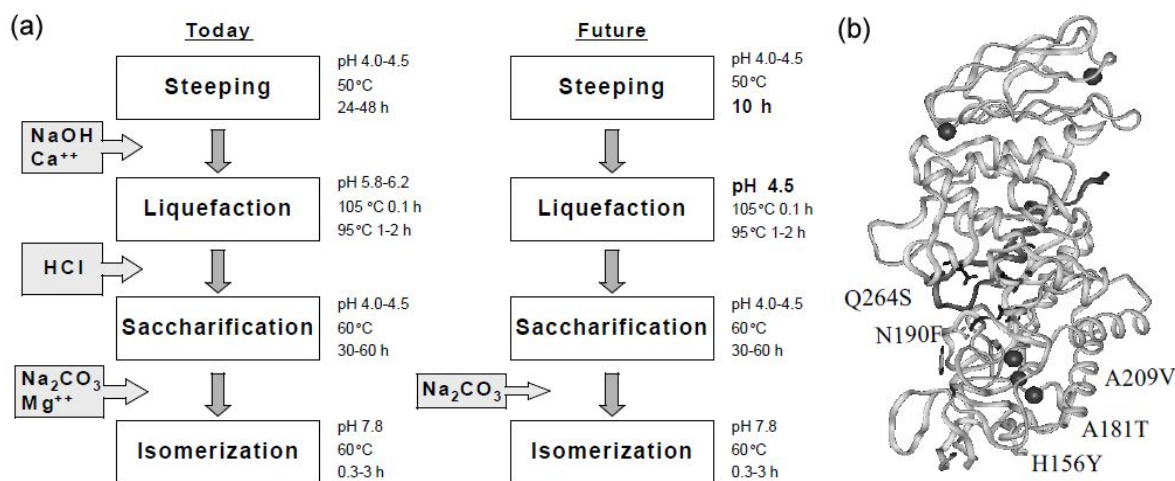 (a)
Today
Steeping
pH 4.0-4.5
50°C
24-48 h
NaOH
Ca⁺⁺
Liquefaction
pH 5.8-6.2
105 °C 0.1 h
95°C 1-2 h
HCl
Saccharification
pH 4.0-4.5
60°C
30-60 h
Na₂CO₃
Mg⁺⁺
Isomerization
pH 7.8
60°C
0.3-3 h
Future
Steeping
pH 4.0-4.5
50°C
10 h
Liquefaction
pH 4.5
105°C 0.1 h
95°C 1-2 h
Saccharification
pH 4.0-4.5
60°C
30-60 h
Na₂CO₃
Isomerization
pH 7.8
60°C
0.3-3 h
(b)
Q264S
N190F
A209V
A181T
H156Y